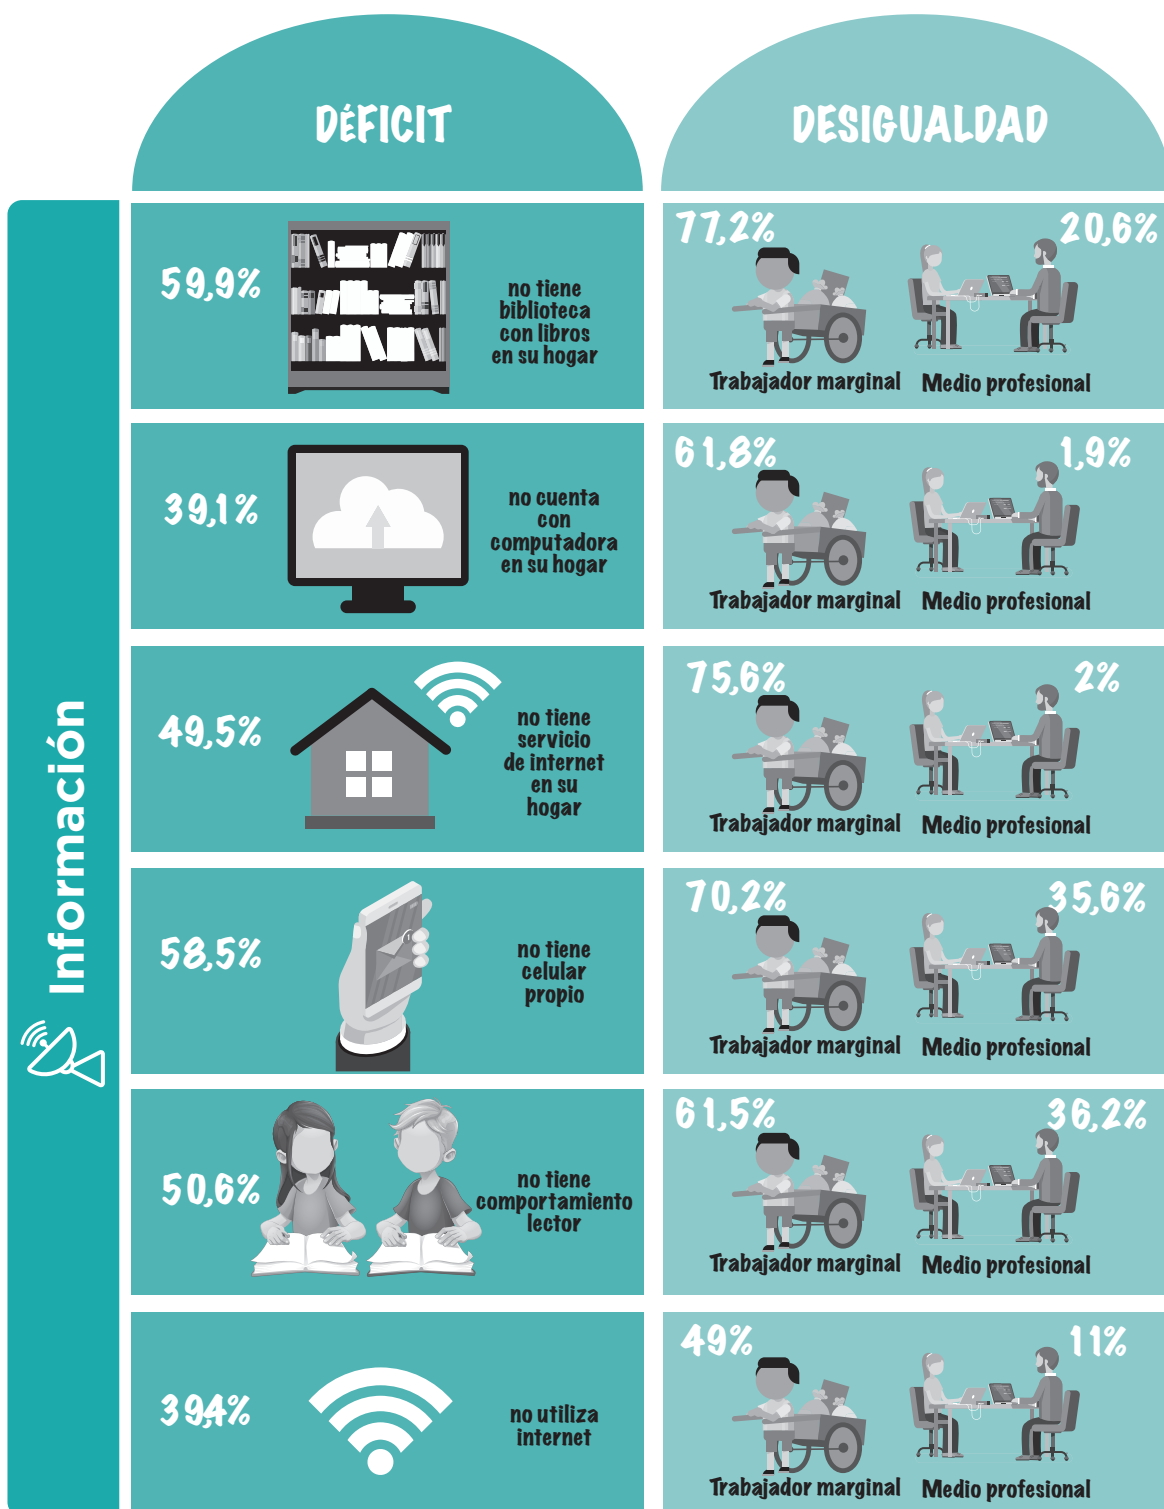 DÉFICIT
DESIGUALDAD
Información
59,9%
no tiene
biblioteca
con libros
en su hogar
77,2%
20,6%
Trabajador marginal
Medio profesional
39,1%
no cuenta
con
computadora
en su hogar
61,8%
1,9%
Trabajador marginal
Medio profesional
49,5%
no tiene
servicio
de internet
en su
hogar
75,6%
2%
Trabajador marginal
Medio profesional
58,5%
no tiene
celular
propio
70,2%
35,6%
Trabajador marginal
Medio profesional
50,6%
no tiene
comportamiento
lector
61,5%
36,2%
Trabajador marginal
Medio profesional
39,4%
no utiliza
internet
49%
11%
Trabajador marginal
Medio profesional